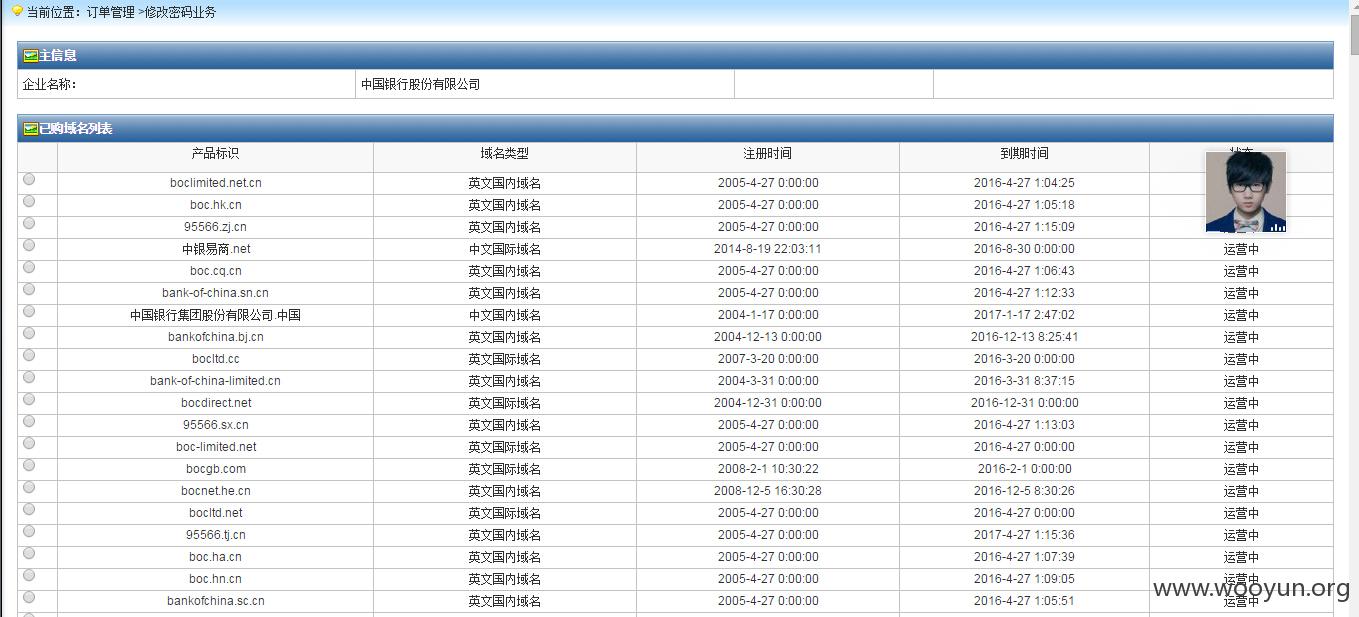 当前位置：订单管理 >修改密码业务
主信息
企业名称： 中国银行股份有限公司
已购域名列表
产品标识 域名类型 注册时间 到期时间 状态
boclimited.net.cn 英文国内域名 2005-4-27 0:00:00 2016-4-27 1:04:25
boc.hk.cn 英文国内域名 2005-4-27 0:00:00 2016-4-27 1:05:18
95566.zj.cn 英文国内域名 2005-4-27 0:00:00 2016-4-27 1:15:09
中银易商.net 中文国际域名 2014-8-19 22:03:11 2016-8-30 0:00:00 运营中
boc.cq.cn 英文国内域名 2005-4-27 0:00:00 2016-4-27 1:06:43 运营中
bank-of-china.sn.cn 英文国内域名 2005-4-27 0:00:00 2016-4-27 1:12:33 运营中
中国银行集团股份有限公司.中国 中文国内域名 2004-1-17 0:00:00 2017-1-17 2:47:02 运营中
bankofchina.bj.cn 英文国内域名 2004-12-13 0:00:00 2016-12-13 8:25:41 运营中
bocltd.cc 英文国际域名 2007-3-20 0:00:00 2016-3-20 0:00:00 运营中
bank-of-china-limited.cn 英文国内域名 2004-3-31 0:00:00 2016-3-31 8:37:15 运营中
bocdirect.net 英文国际域名 2004-12-31 0:00:00 2016-12-31 0:00:00 运营中
95566.sx.cn 英文国内域名 2005-4-27 0:00:00 2016-4-27 1:13:03 运营中
boc-limited.net 英文国际域名 2005-4-27 0:00:00 2016-4-27 0:00:00 运营中
bocgb.com 英文国际域名 2008-2-1 10:30:22 2016-2-1 0:00:00 运营中
bocnet.he.cn 英文国内域名 2008-12-5 16:30:28 2016-12-5 8:30:26 运营中
bocltd.net 英文国际域名 2005-4-27 0:00:00 2016-4-27 0:00:00 运营中
95566.tj.cn 英文国内域名 2005-4-27 0:00:00 2017-4-27 1:15:36 运营中
boc.ha.cn 英文国内域名 2005-4-27 0:00:00 2016-4-27 1:07:39 运营中
boc.hn.cn 英文国内域名 2005-4-27 0:00:00 2016-4-27 1:09:05 运营中
bankofchina.sc.cn 英文国内域名 2005-4-27 0:00:00 2016-4-27 1:05:51 运营中
www.wooyun.org